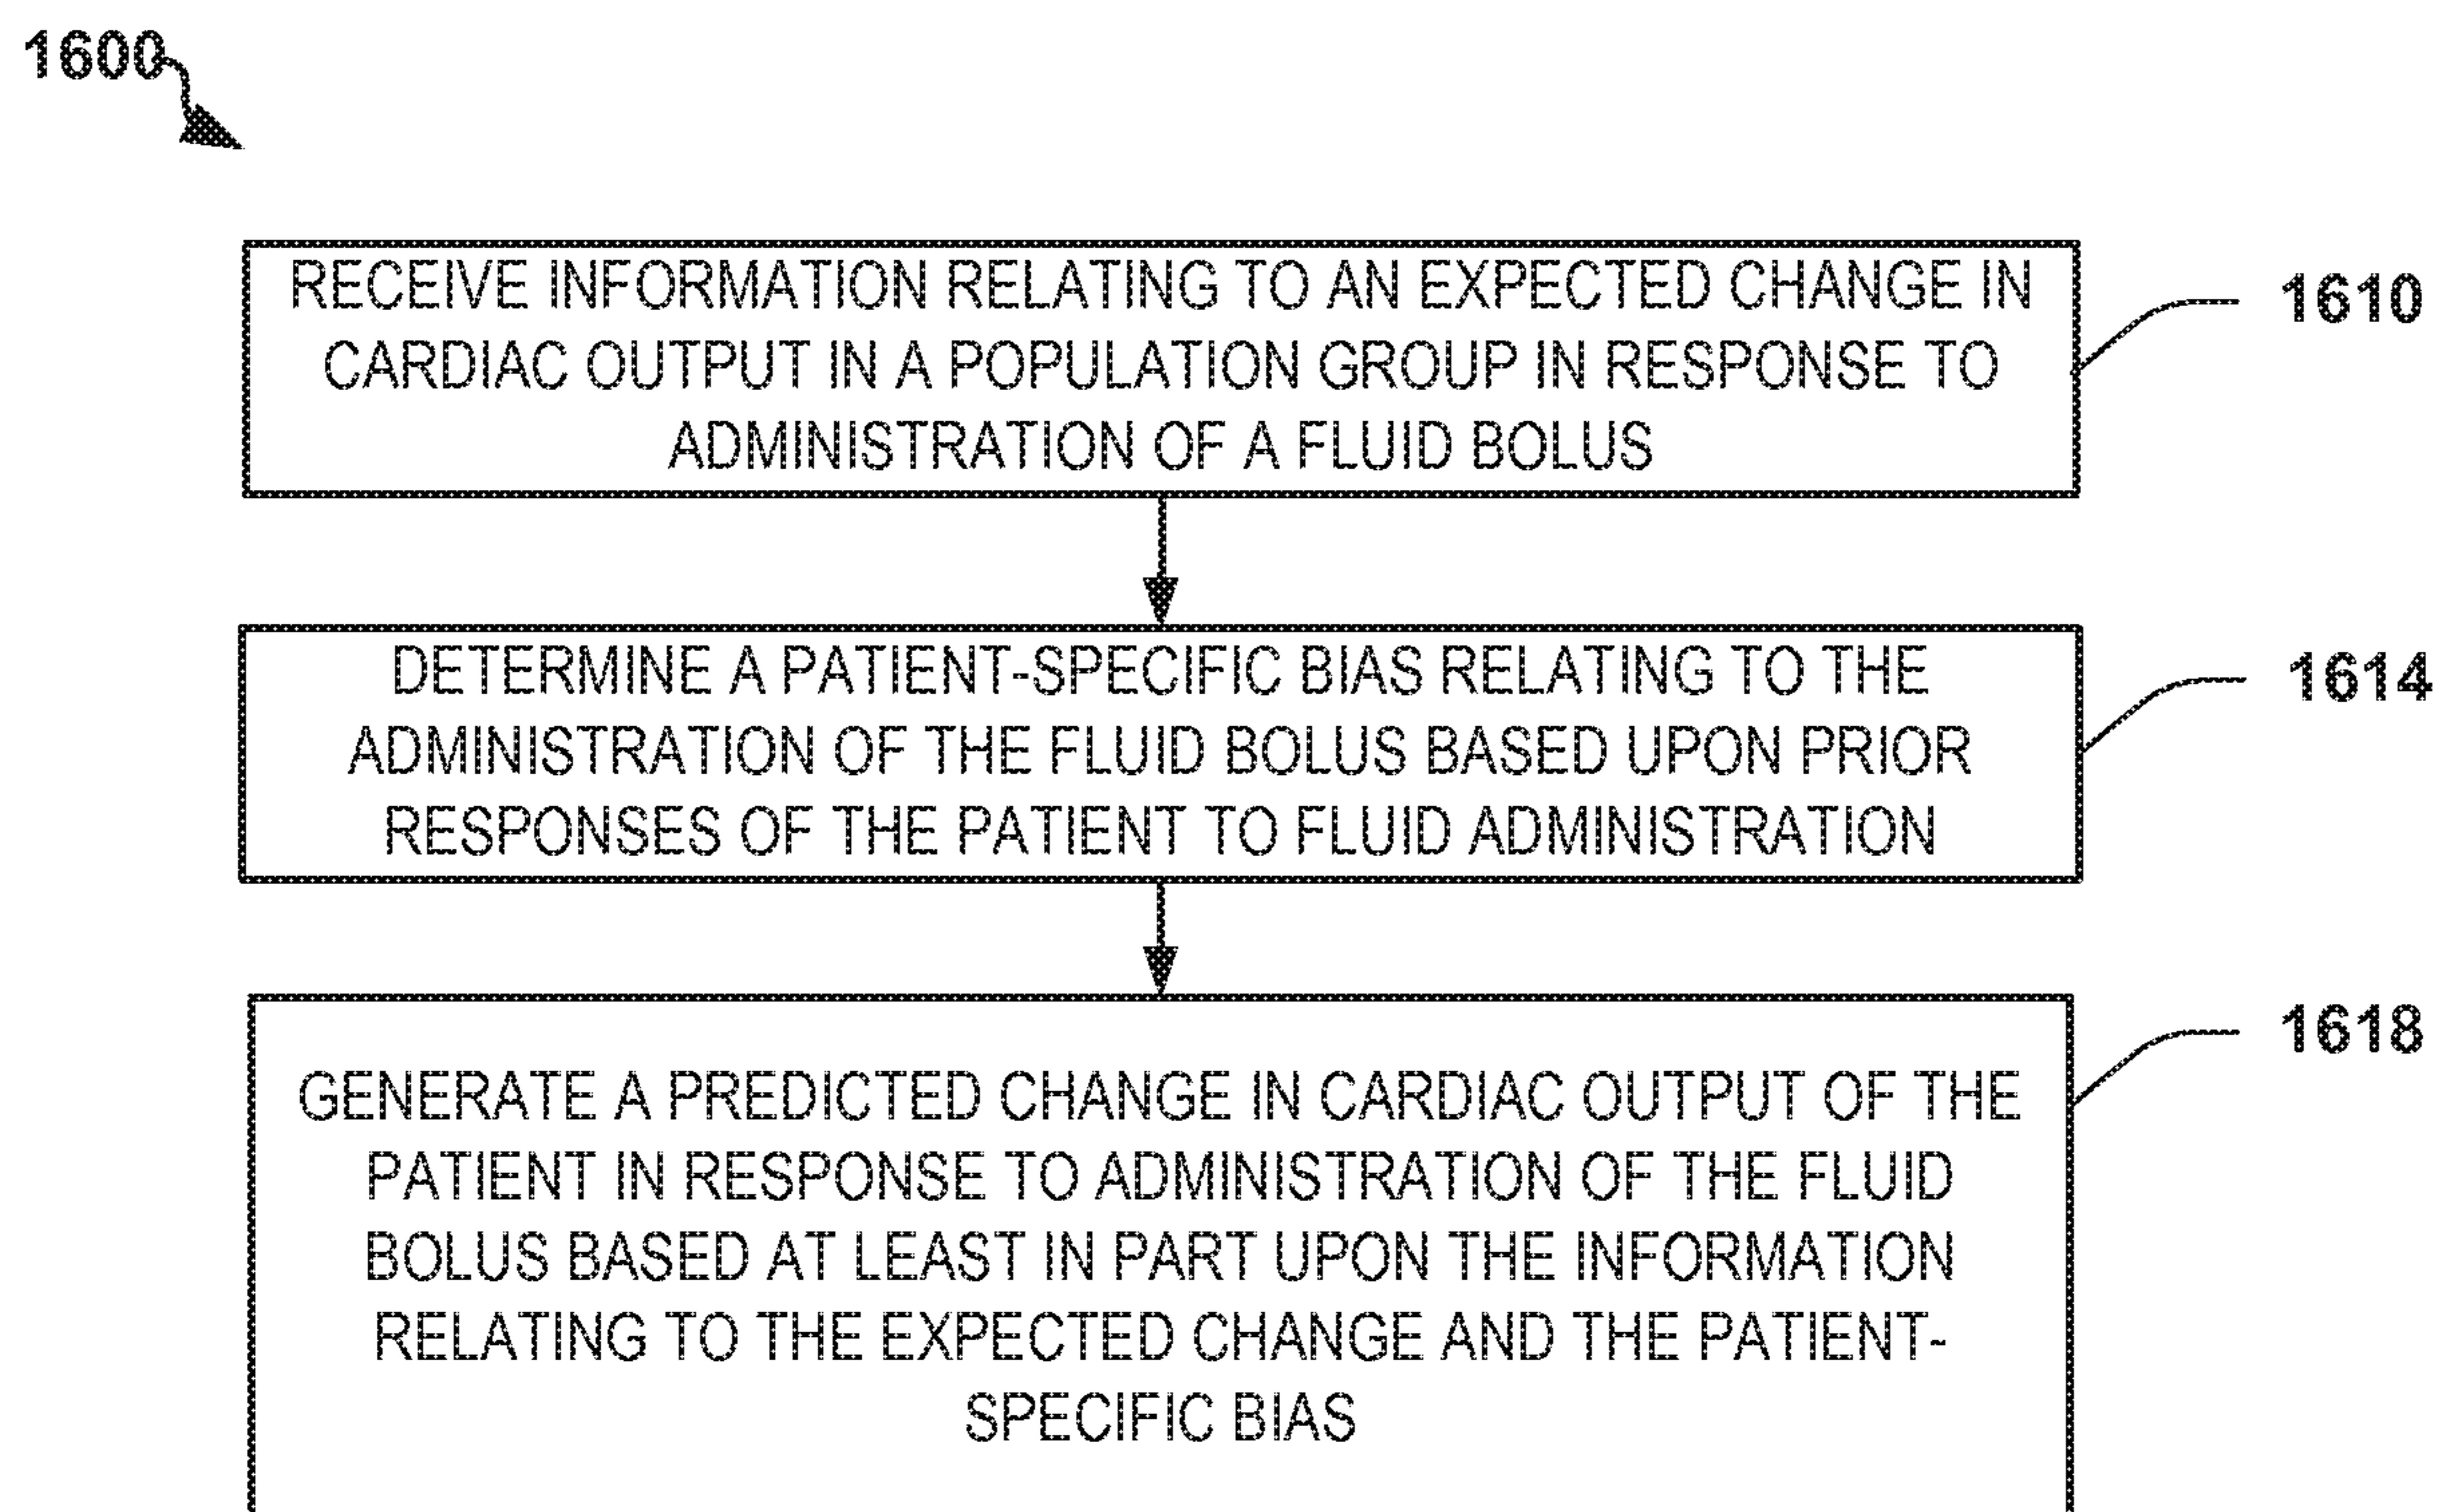 1600
RECEIVE INFORMATION RELATING TO AN EXPECTED CHANGE IN
CARDIAC OUTPUT IN A POPULATION GROUP IN RESPONSE TO
ADMINISTRATION OF A FLUID BOLUS
1610
DETERMINE A PATIENT-SPECIFIC BIAS RELATING TO THE
ADMINISTRATION OF THE FLUID BOLUS BASED UPON PRIOR
RESPONSES OF THE PATIENT TO FLUID ADMINISTRATION
1614
GENERATE A PREDICTED CHANGE IN CARDIAC OUTPUT OF THE
PATIENT IN RESPONSE TO ADMINISTRATION OF THE FLUID
BOLUS BASED AT LEAST IN PART UPON THE INFORMATION
RELATING TO THE EXPECTED CHANGE AND THE PATIENT-
SPECIFIC BIAS
1618